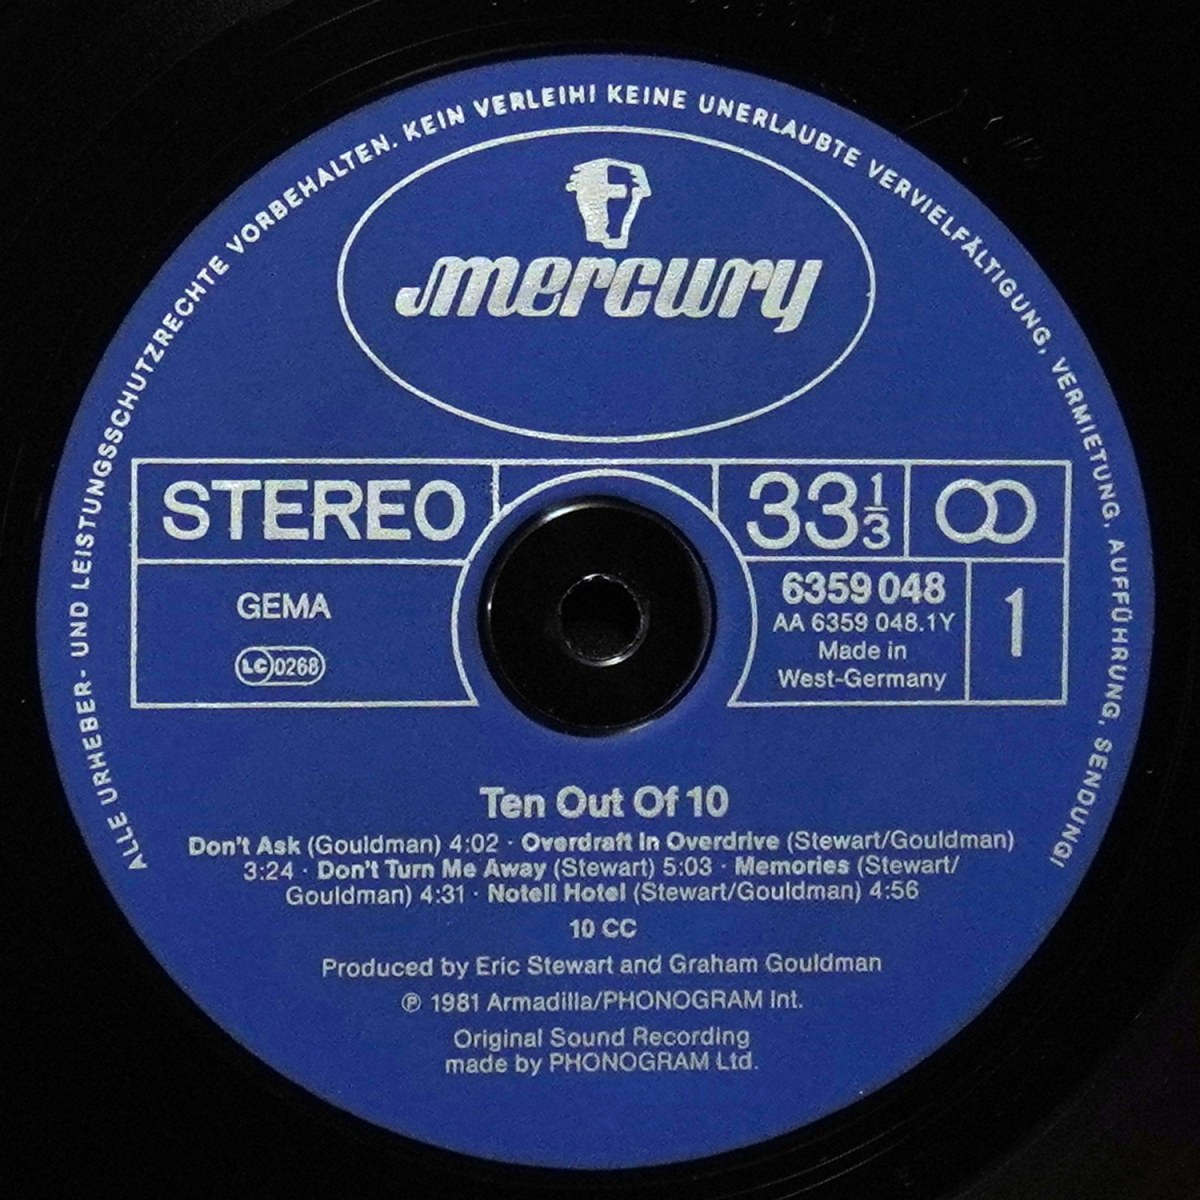 ALLE URHEBER- UND LEISTUNGSSCHUTZRECHTE VORBEHALTEN. KEIN VERLEIH! KEINE UNERLAUBTE VERVIELFÄLTIGUNG, VERMIETUNG, AUFFÜHRUNG, SENDUNG!
mercury
STEREO
33 1/3
GEMA
LC 0268
6359 048
AA 6359 048.1Y
Made in
West-Germany
1
Ten Out Of 10
Don't Ask (Gouldman) 4:02 · Overdraft In Overdrive (Stewart/Gouldman)
3:24 · Don't Turn Me Away (Stewart) 5:03 · Memories (Stewart/
Gouldman) 4:31 · Notell Hotel (Stewart/Gouldman) 4:56
10 CC
Produced by Eric Stewart and Graham Gouldman
℗ 1981 Armadilla/PHONOGRAM Int.
Original Sound Recording
made by PHONOGRAM Ltd.